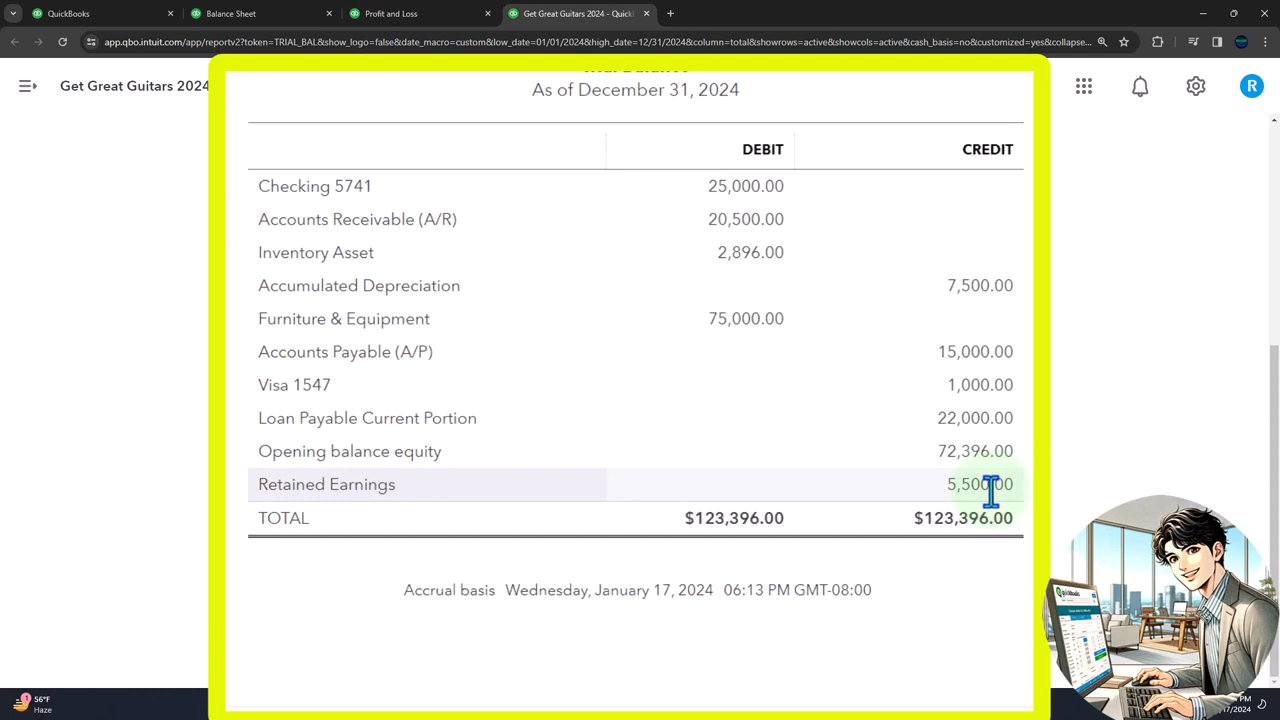 QuickBooks
Balance Sheet
Profit and Loss
Get Great Guitars 2024 - Quick
app.qbo.intuit.com/app/reportv2?token=TRIAL_BAL&show_logo=false&date_macro=custom&low_date=01/01/2024&high_date=12/31/2024&column=total&showrows=active&showcols=active&cash_basis=no&customized=yes&collapse...
Get Great Guitars 2024
R
As of December 31, 2024
DEBIT CREDIT
Checking 5741 25,000.00
Accounts Receivable (A/R) 20,500.00
Inventory Asset 2,896.00
Accumulated Depreciation 7,500.00
Furniture & Equipment 75,000.00
Accounts Payable (A/P) 15,000.00
Visa 1547 1,000.00
Loan Payable Current Portion 22,000.00
Opening balance equity 72,396.00
Retained Earnings 5,500.00
TOTAL $123,396.00 $123,396.00
Accrual basis Wednesday, January 17, 2024 06:13 PM GMT-08:00
1
56°F
Haze
PM
17/2024